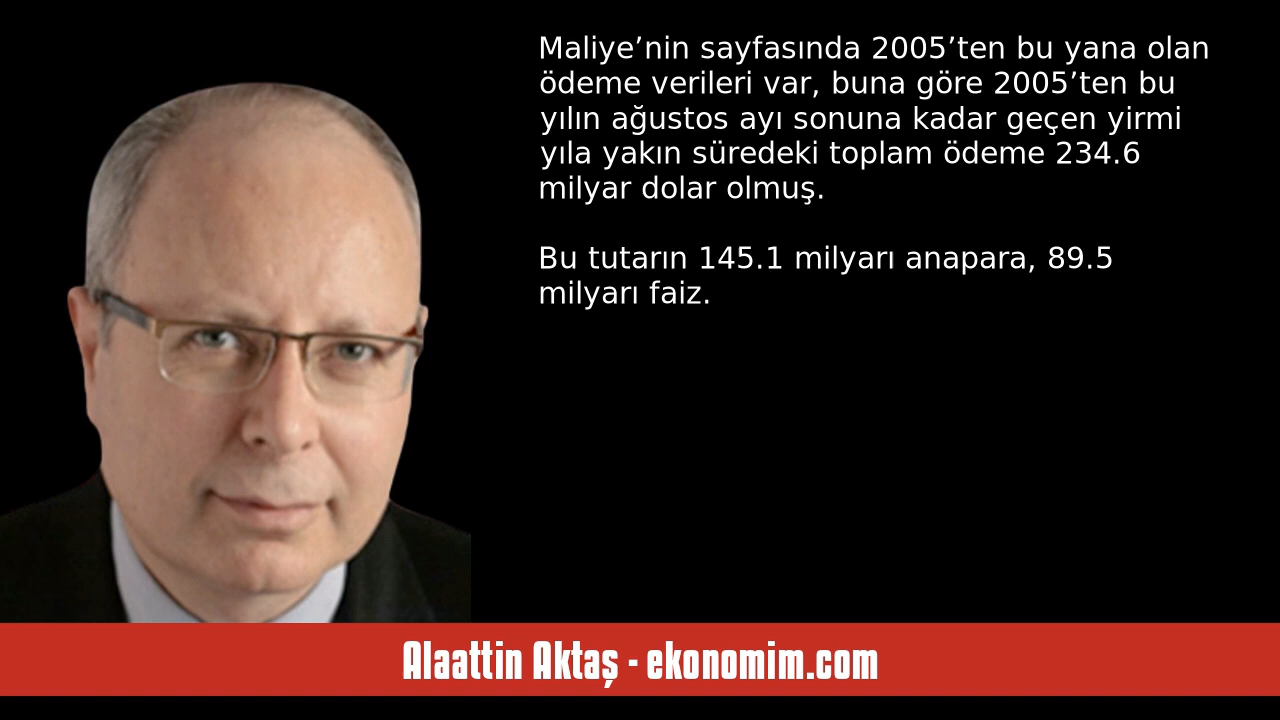 Maliye’nin sayfasında 2005’ten bu yana olan
ödeme verileri var, buna göre 2005’ten bu
yılın ağustos ayı sonuna kadar geçen yirmi
yıla yakın süredeki toplam ödeme 234.6
milyar dolar olmuş.
Bu tutarın 145.1 milyarı anapara, 89.5
milyarı faiz.
Alaattin Aktaş - ekonomim.com